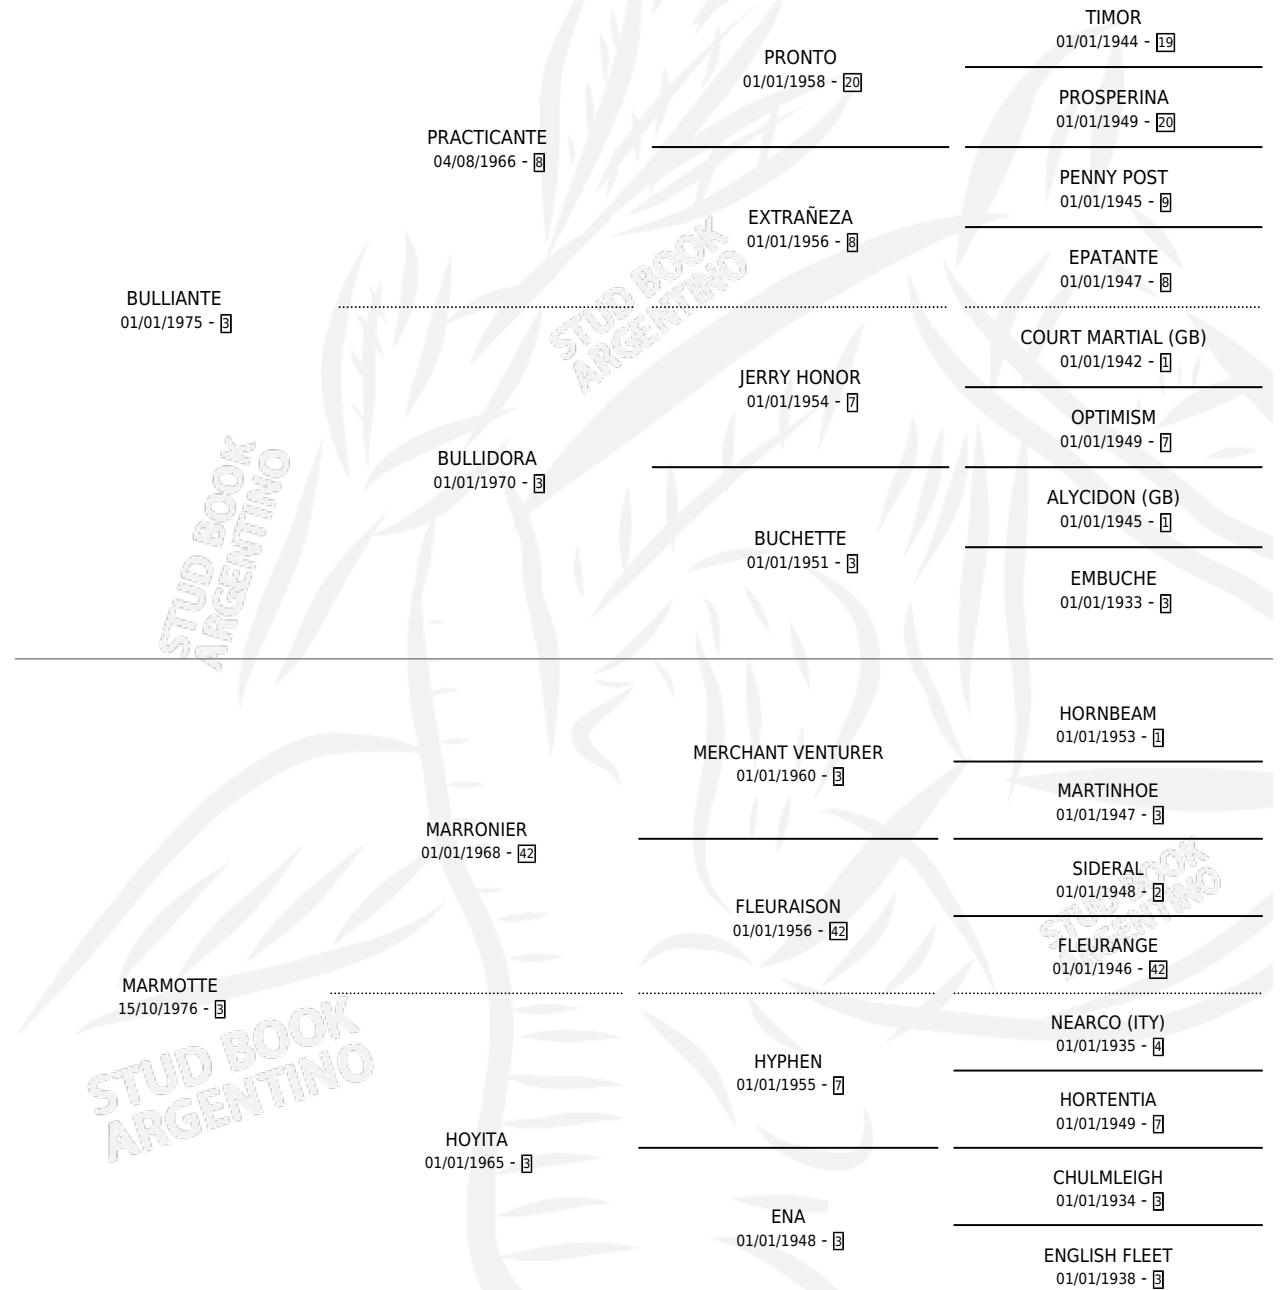 TIMOR
01/01/1944 - 19
PRONTO
01/01/1958 - 20
PROSPERINA
01/01/1949 - 20
PRACTICANTE
04/08/1966 - 8
PENNY POST
01/01/1945 - 9
EXTRAÑEZA
01/01/1956 - 8
EPATANTE
01/01/1947 - 8
BULLIANTE
01/01/1975 - 3
COURT MARTIAL (GB)
01/01/1942 - 1
JERRY HONOR
01/01/1954 - 7
OPTIMISM
01/01/1949 - 7
BULLIDORA
01/01/1970 - 3
ALYCIDON (GB)
01/01/1945 - 1
BUCHETTE
01/01/1951 - 3
EMBUCHE
01/01/1933 - 3
HORNBEAM
01/01/1953 - 1
MERCHANT VENTURER
01/01/1960 - 3
MARTINHOE
01/01/1947 - 3
MARRONIER
01/01/1968 - 42
SIDERAL
01/01/1948 - 2
FLEURAISON
01/01/1956 - 42
FLEURANGE
01/01/1946 - 42
MARMOTTE
15/10/1976 - 3
NEARCO (ITY)
01/01/1935 - 4
HYPHEN
01/01/1955 - 7
HORTENTIA
01/01/1949 - 7
HOYITA
01/01/1965 - 3
CHULMLEIGH
01/01/1934 - 3
ENA
01/01/1948 - 3
ENGLISH FLEET
01/01/1938 - 3
STUD BOOK
ARGENTINO
STUD BOOK
ARGENTINO
STUD BOOK
ARGENTINO
STUD BOOK
ARGENTINO